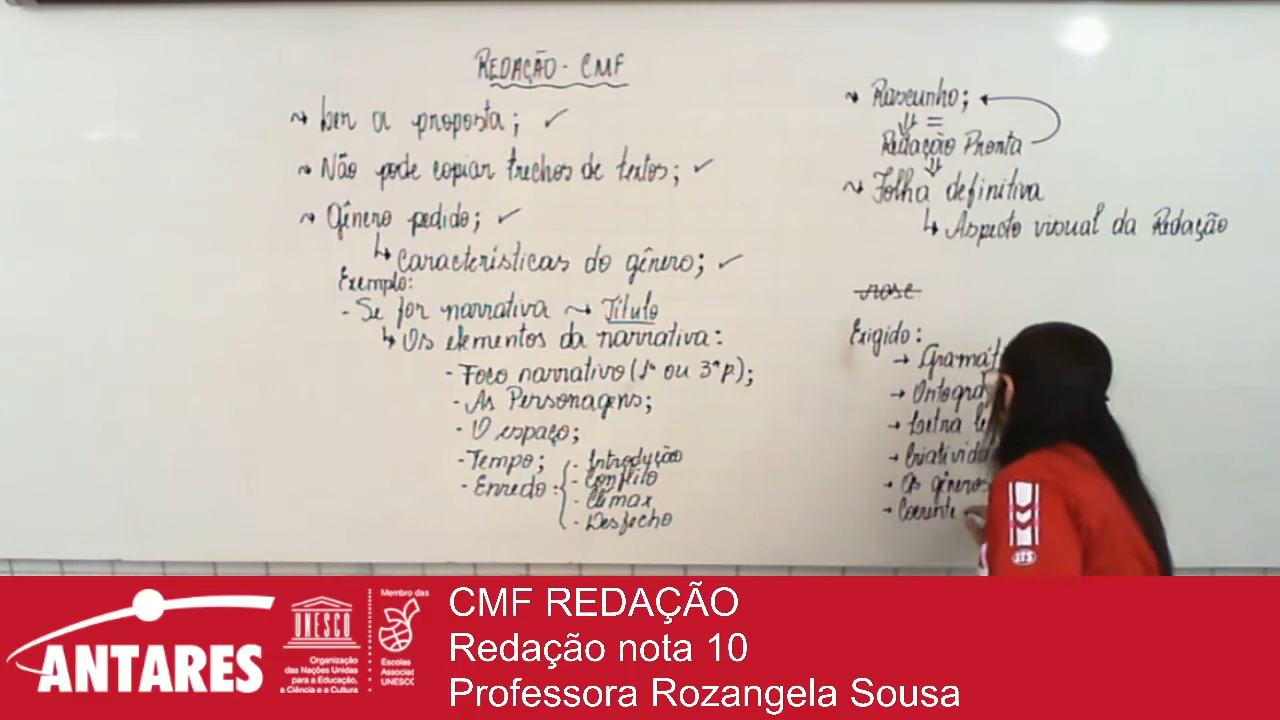 REDAÇÃO - CMF
Ler a proposta; ✓
Não pode copiar trechos de textos; ✓
Gênero pedido; ✓
↳ características do gênero; ✓
Exemplo:
- Se for narrativa ⇝ Título
↳ Os elementos da narrativa:
- Foco narrativo (1ª ou 3ª p);
- As Personagens;
- O espaço;
- Tempo;
- Enredo:
- Introdução
- Conflito
- Clímax
- Desfecho
Rascunho;
⇓ =
Redação Pronta
⇓
Folha definitiva
↳ Aspecto visual da Redação
Exigido:
→ Gramát
→ Ortogra
→ Letra le
→ Criativida
→ Os gêneros
→ Coerente
JTS
ANTARES
UNESCO
Organização
das Nações Unidas
para a Educação,
a Ciência e a Cultura
Membro das
Escolas
Associa
UNESCO
CMF REDAÇÃO
Redação nota 10
Professora Rozangela Sousa